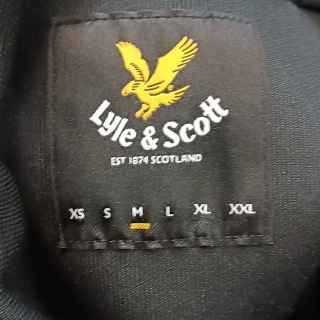 Lyle & Scott
EST 1874 SCOTLAND
XS S M L XL XXL